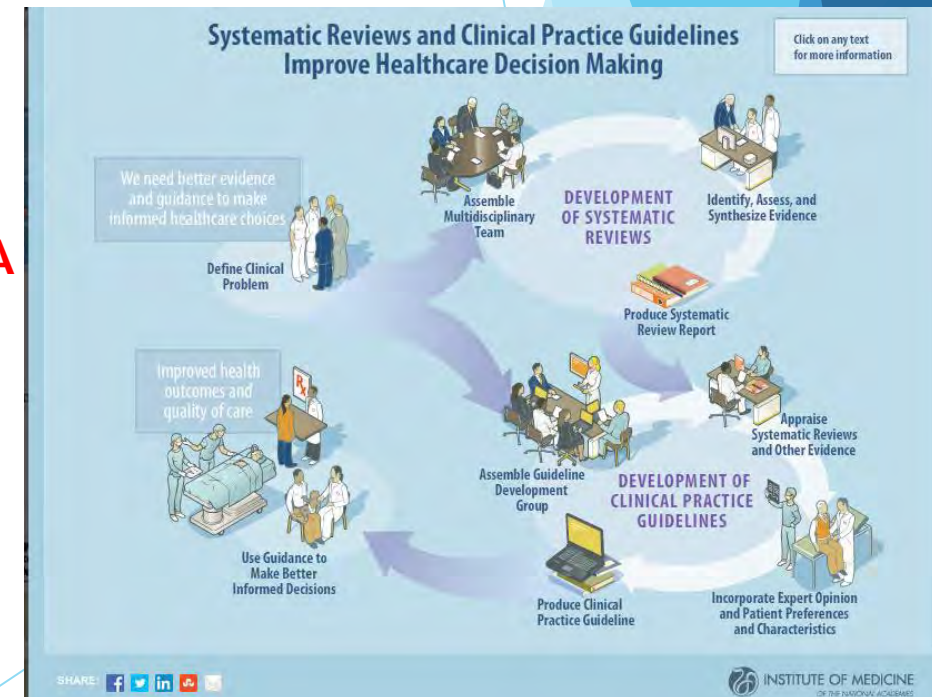 Systematic Reviews and Clinical Practice Guidelines
Improve Healthcare Decision Making
Click on any text
for more information
We need better evidence
and guidance to make
informed healthcare choices
Define Clinical
Problem
Assemble
Multidisciplinary
Team
DEVELOPMENT
OF SYSTEMATIC
REVIEWS
Identify, Assess, and
Synthesize Evidence
Produce Systematic
Review Report
A
Improved health
outcomes and
quality of care
Rx
Appraise
Systematic Reviews
and Other Evidence
Assemble Guideline
Development
Group
DEVELOPMENT OF
CLINICAL PRACTICE
GUIDELINES
Use Guidance to
Make Better
Informed Decisions
Produce Clinical
Practice Guideline
Incorporate Expert Opinion
and Patient Preferences
and Characteristics
SHARE:
INSTITUTE OF MEDICINE
OF THE NATIONAL ACADEMIES